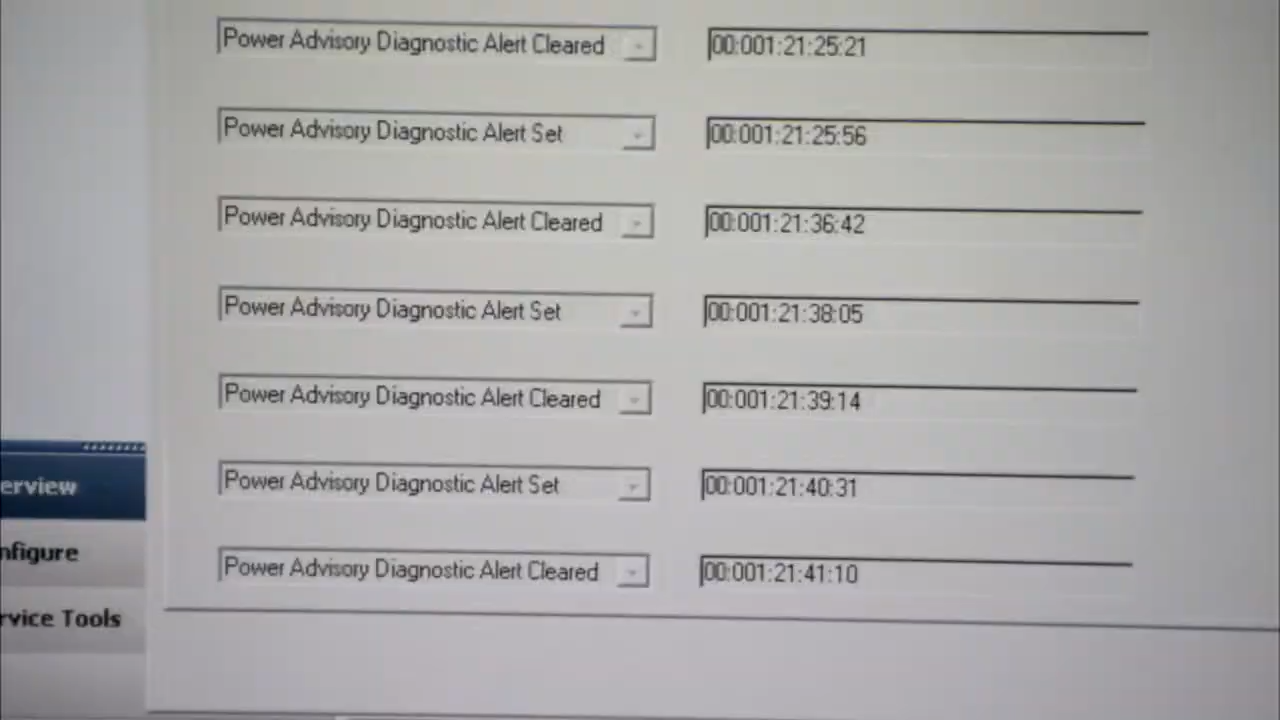 Power Advisory Diagnostic Alert Cleared 00:001:21:25:21
Power Advisory Diagnostic Alert Set 00:001:21:25:56
Power Advisory Diagnostic Alert Cleared 00:001:21:36:42
Power Advisory Diagnostic Alert Set 00:001:21:38:05
Power Advisory Diagnostic Alert Cleared 00:001:21:39:14
Power Advisory Diagnostic Alert Set 00:001:21:40:31
Power Advisory Diagnostic Alert Cleared 00:001:21:41:10
erview
nfigure
rvice Tools